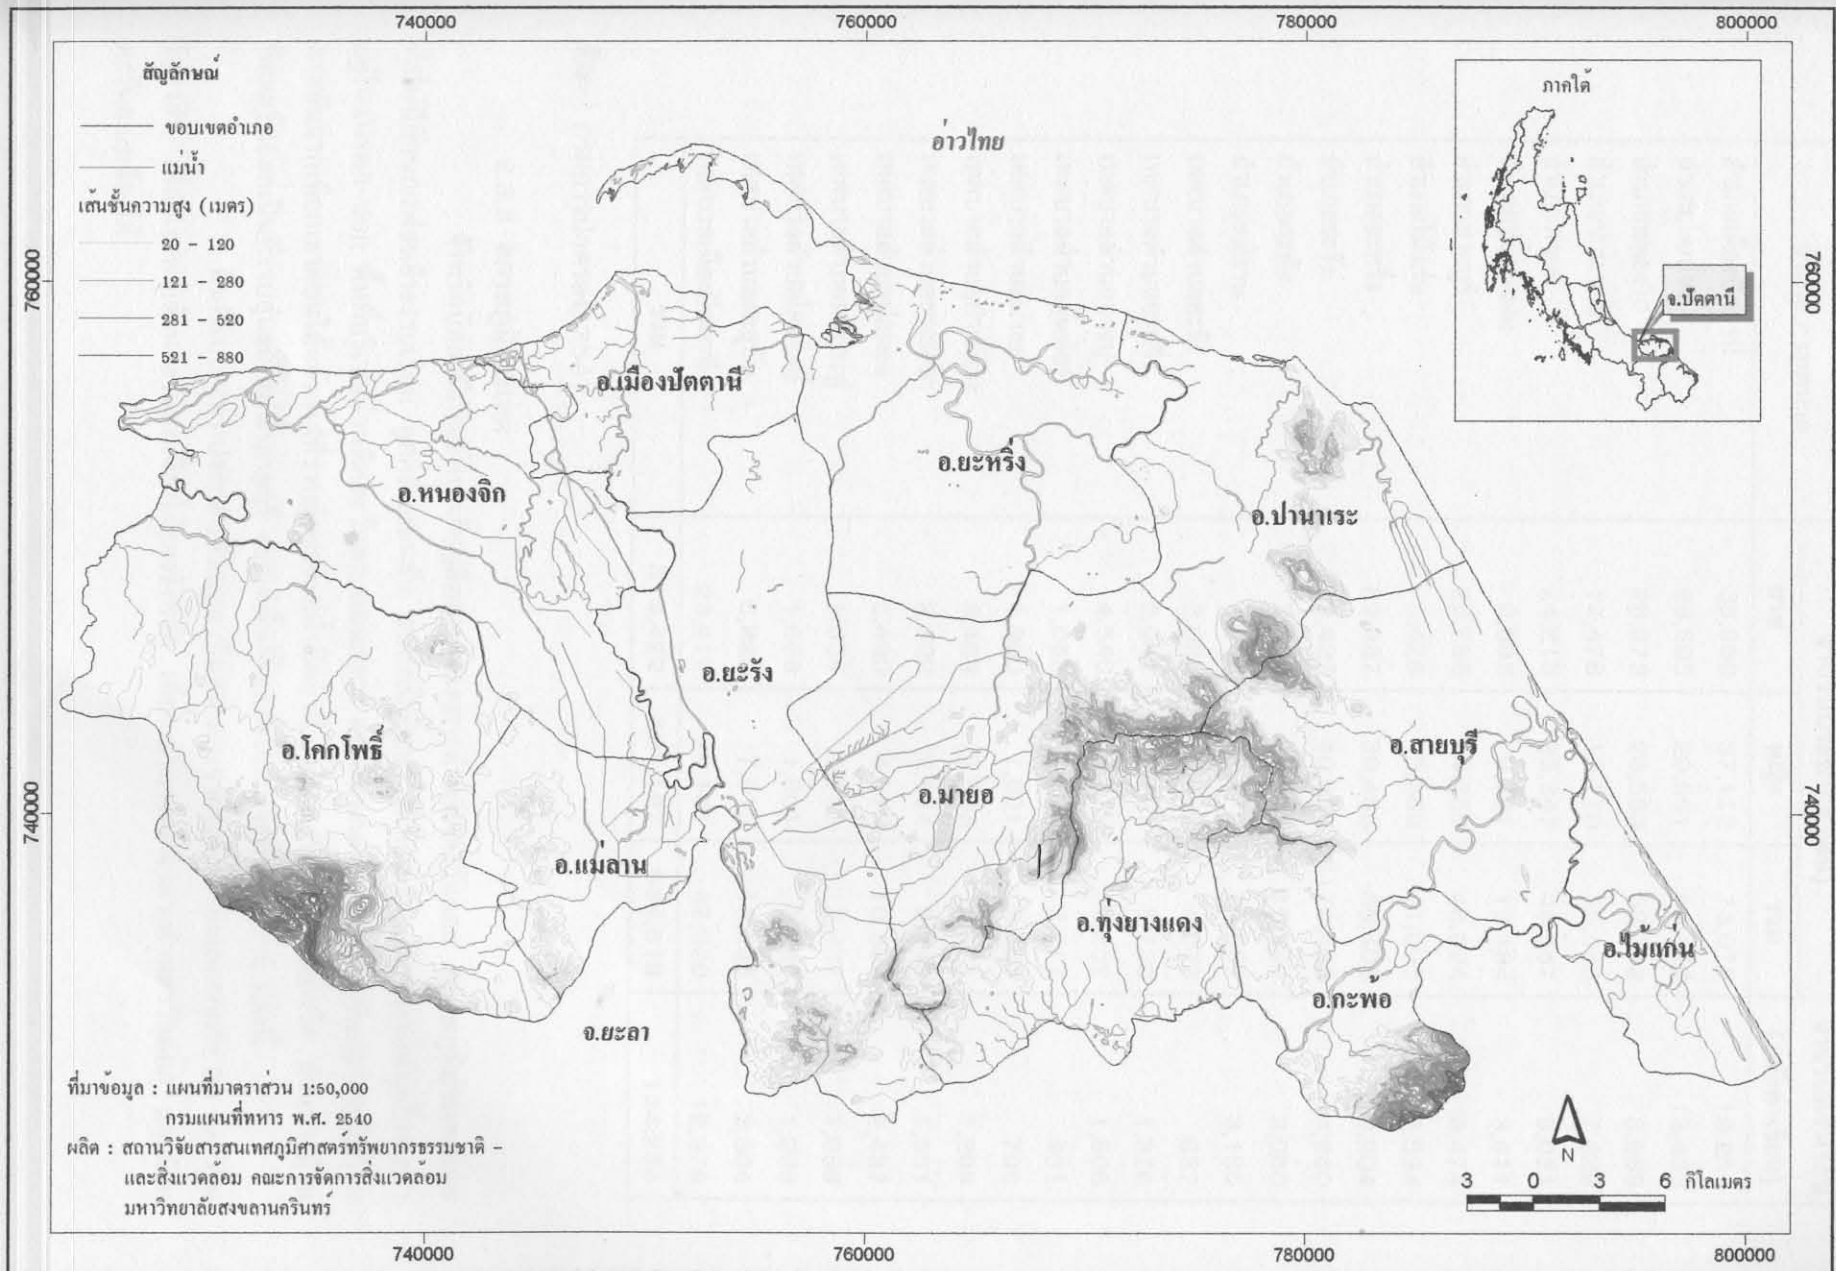 740000
760000
780000
800000
สัญลักษณ์
ขอบเขตอำเภอ
แม่น้ำ
เส้นชั้นความสูง (เมตร)
20 - 120
121 - 280
281 - 520
521 - 880
อ่าวไทย
ภาคใต้
จ.ปัตตานี
760000
760000
อ.เมืองปัตตานี
อ.ยะหริ่ง
อ.หนองจิก
อ.ปานาเระ
อ.ยะรัง
อ.โคกโพธิ์
อ.สายบุรี
อ.มายอ
740000
740000
อ.แม่ลาน
อ.ทุ่งยางแดง
อ.ไม้แก่น
อ.กะพ้อ
จ.ยะลา
ที่มาข้อมูล : แผนที่มาตราส่วน 1:50,000
กรมแผนที่ทหาร พ.ศ. 2540
ผลิต : สถานวิจัยสารสนเทศภูมิศาสตร์ทรัพยากรธรรมชาติ -
และสิ่งแวดล้อม คณะการจัดการสิ่งแวดล้อม
มหาวิทยาลัยสงขลานครินทร์
N
3 0 3 6 กิโลเมตร
740000
760000
780000
800000